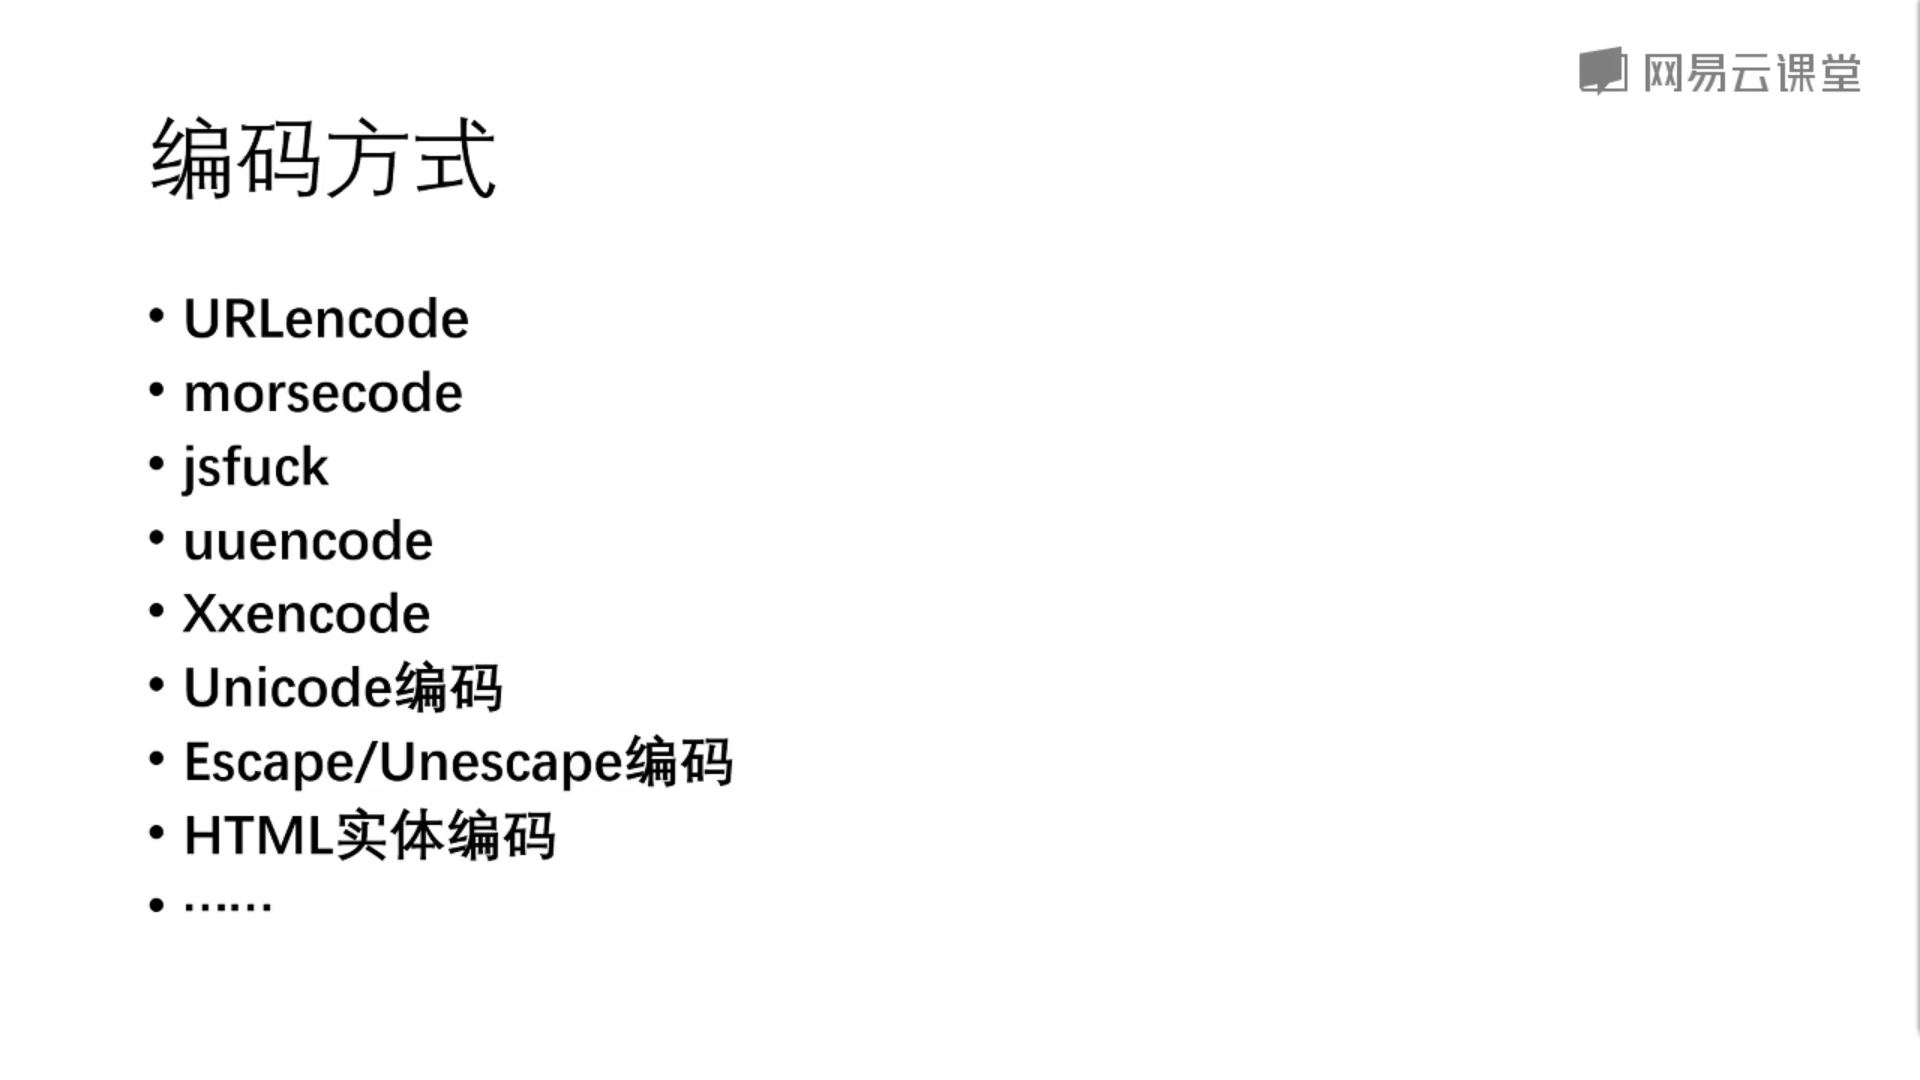 网易云课堂
编码方式
• URLencode
• morsecode
• jsfuck
• uuencode
• Xxencode
• Unicode编码
• Escape/Unescape编码
• HTML实体编码
• ……